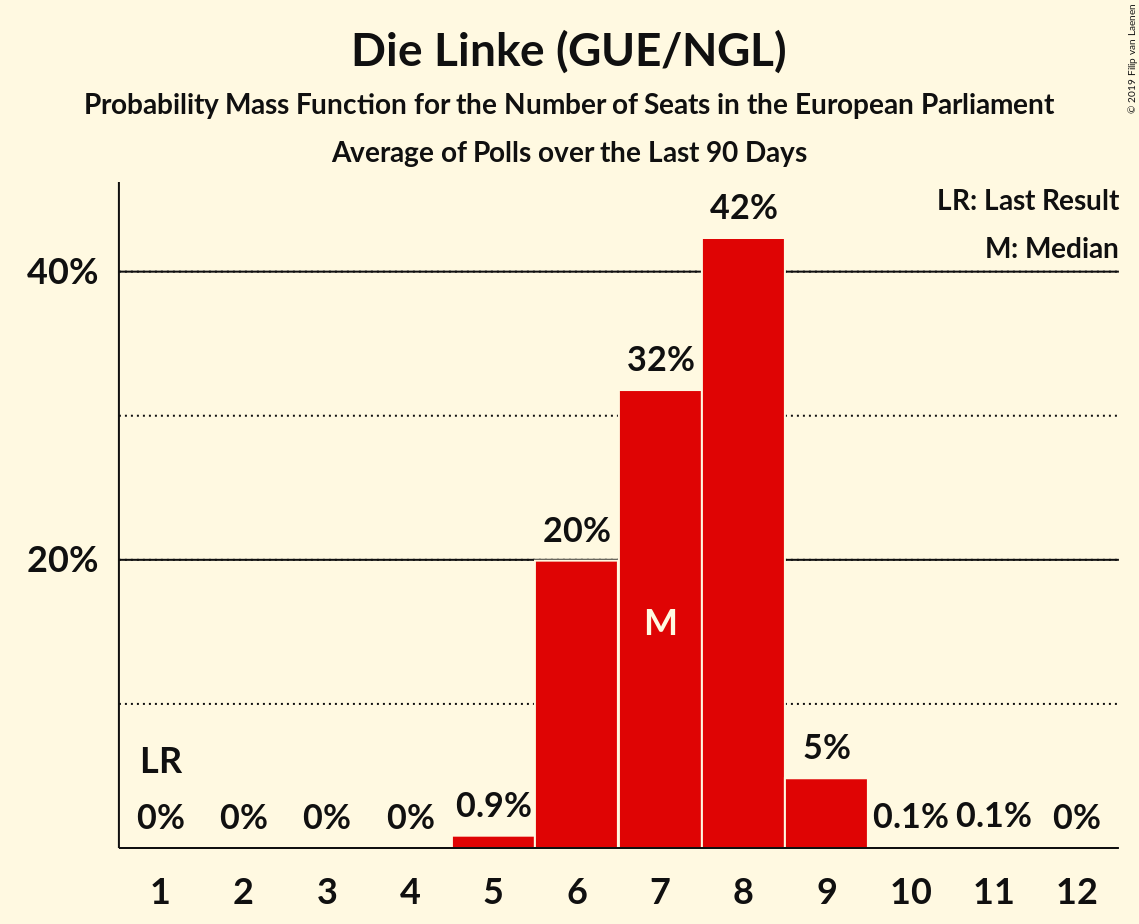 Die Linke (GUE/NGL)
Probability Mass Function for the Number of Seats in the European Parliament
Average of Polls over the Last 90 Days
© 2019 Filip van Laenen
LR: Last Result
M: Median
40%
20%
LR
0%
0%
0%
0%
0.9%
20%
32%
42%
5%
0.1%
0.1%
0%
M
1 2 3 4 5 6 7 8 9 10 11 12